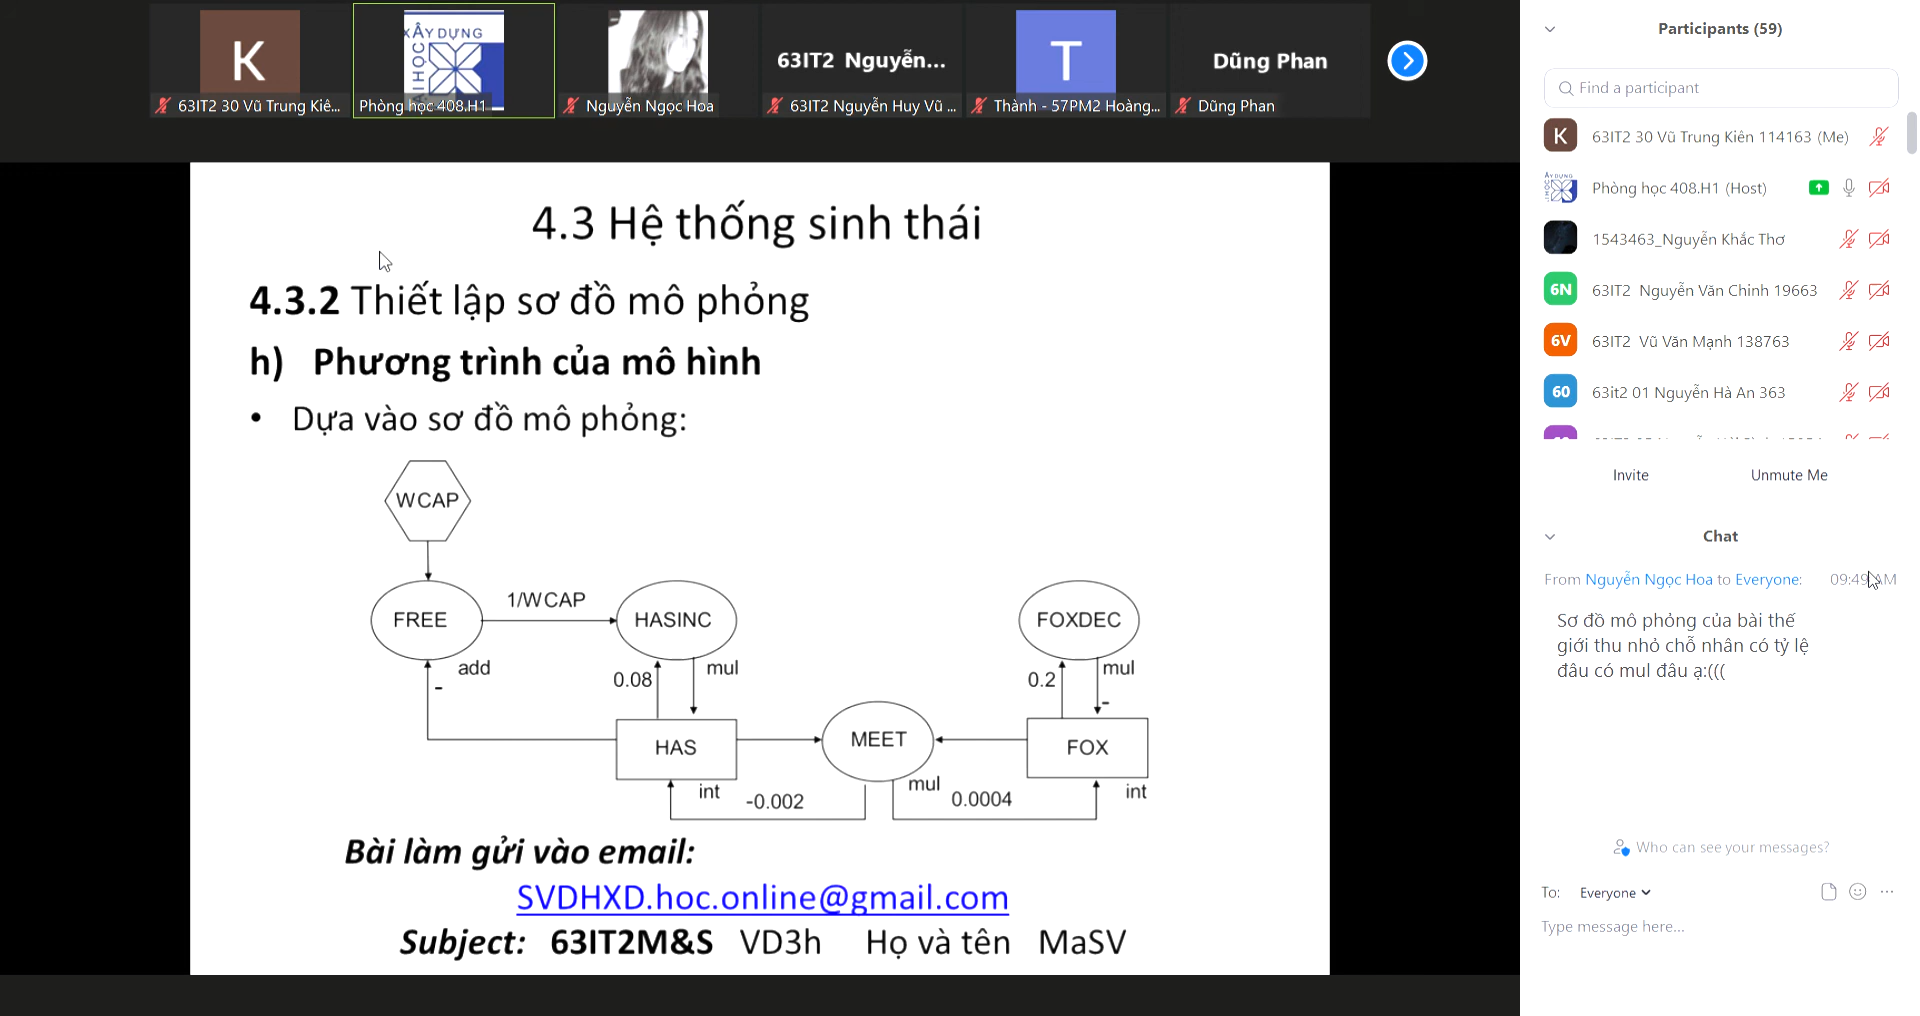 K
XÂY DỰNG
63IT2 Nguyễn...
T
Dũng Phan
63IT2 30 Vũ Trung Kiê...
Phòng học 408.H1
Nguyễn Ngọc Hoa
63IT2 Nguyễn Huy Vũ ...
Thành - 57PM2 Hoàng...
Dũng Phan
4.3 Hệ thống sinh thái
4.3.2 Thiết lập sơ đồ mô phỏng
h) Phương trình của mô hình
• Dựa vào sơ đồ mô phỏng:
WCAP
FREE
1/WCAP
HASINC
FOXDEC
add
-
0.08
mul
0.2
mul
-
HAS
MEET
FOX
int
-0.002
mul
0.0004
int
Bài làm gửi vào email:
SVDHXD.hoc.online@gmail.com
Subject: 63IT2M&S VD3h Họ và tên MaSV
Participants (59)
Find a participant
K 63IT2 30 Vũ Trung Kiên 114163 (Me)
Phòng học 408.H1 (Host)
1543463_Nguyễn Khắc Thơ
6N 63IT2 Nguyễn Văn Chỉnh 19663
6V 63IT2 Vũ Văn Mạnh 138763
60 63it2 01 Nguyễn Hà An 363
Invite
Unmute Me
Chat
From Nguyễn Ngọc Hoa to Everyone: 09:49 AM
Sơ đồ mô phỏng của bài thế
giới thu nhỏ chỗ nhân có tỷ lệ
đâu có mul đâu ạ:(((
Who can see your messages?
To: Everyone
Type message here...